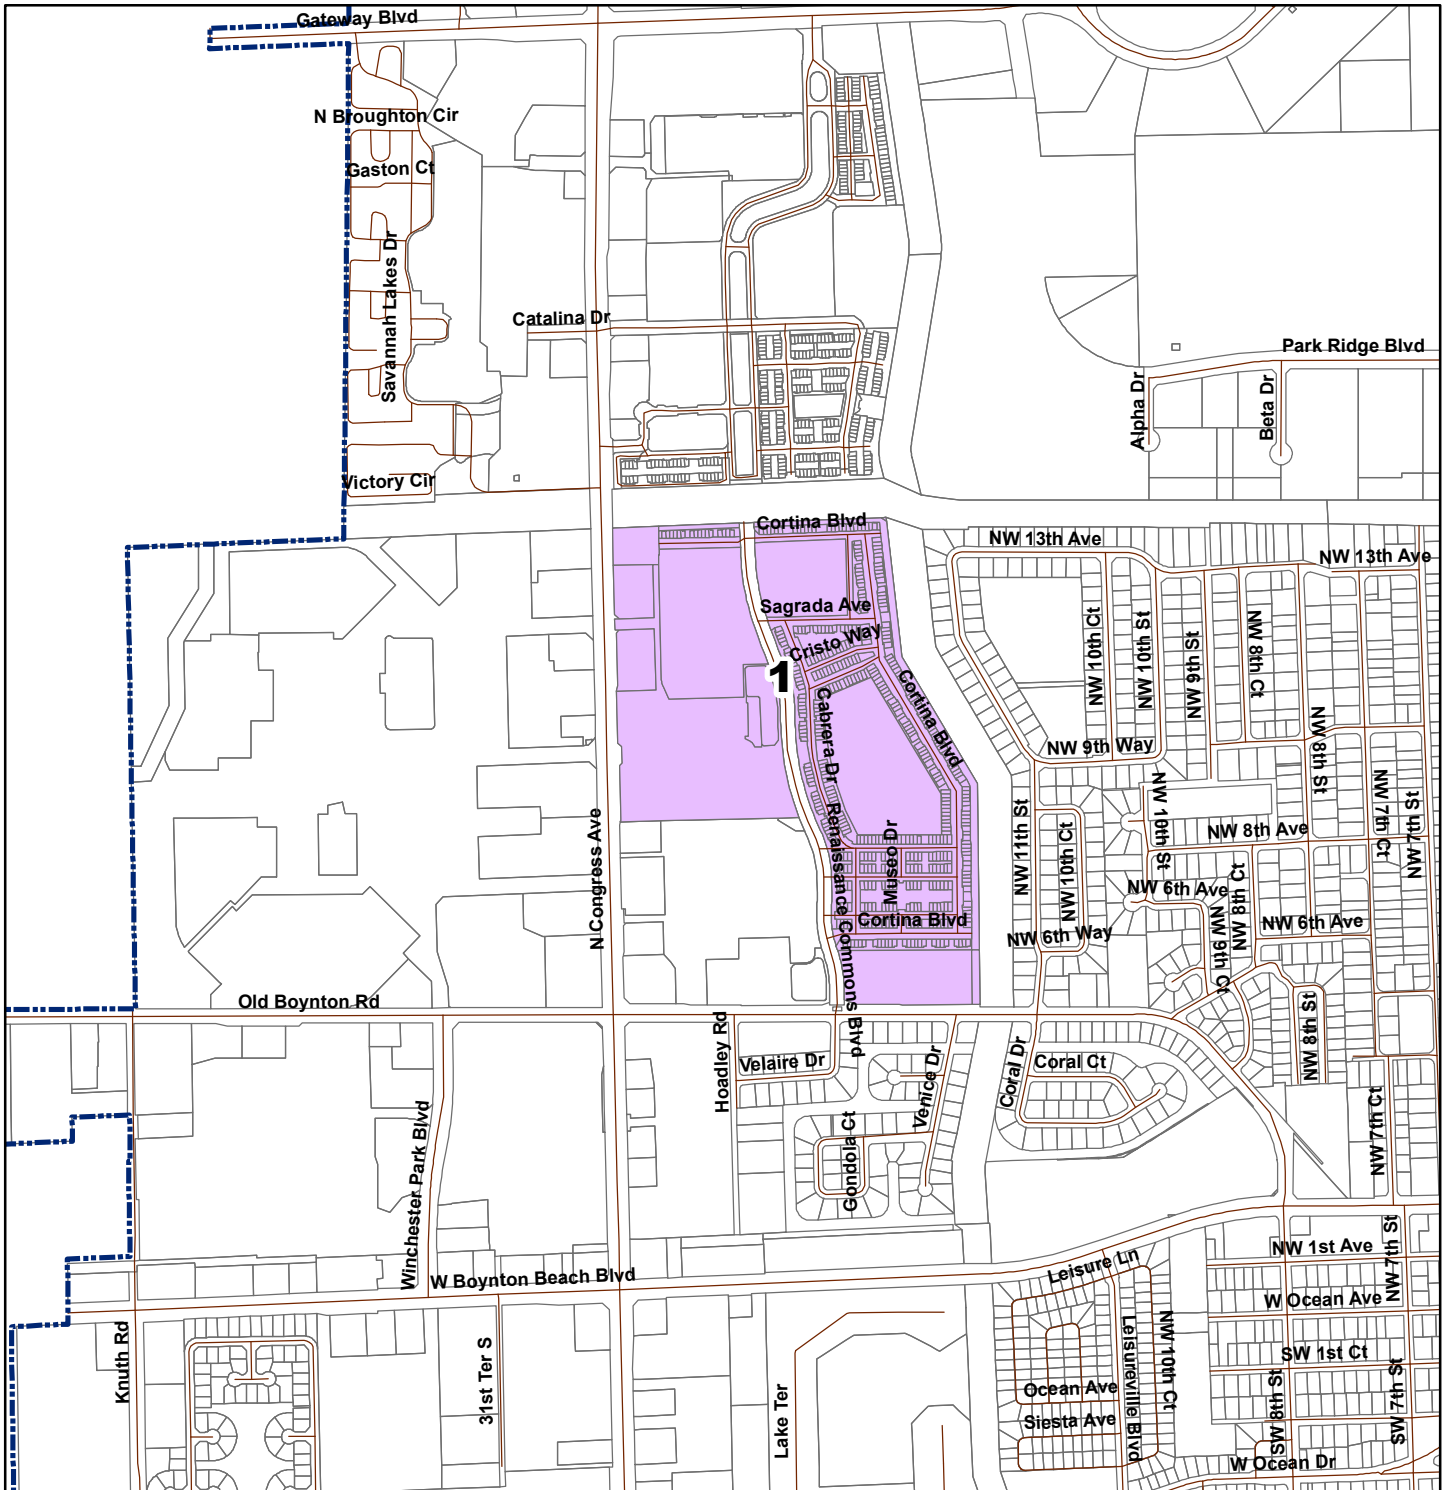 Gateway Blvd
N Broughton Cir
Gaston Ct
Savannah Lakes Dr
Catalina Dr
Park Ridge Blvd
Alpha Dr
Beta Dr
Victory Cir
Cortina Blvd
NW 13th Ave
NW 13th Ave
Sagrada Ave
Cristo Way
1
NW 10th Ct
NW 10th St
NW 9th St
NW 8th Ct
Cortina Blvd
Cabrera Dr
NW 9th Way
NW 8th St
NW 10th St
NW 7th Ct
NW 7th St
N Congress Ave
Renaissance Commons Blvd
Museo Dr
NW 11th St
NW 10th Ct
NW 8th Ave
NW 6th Ave
NW 8th Ct
NW 9th Ct
Cortina Blvd
NW 6th Way
NW 6th Ave
Old Boynton Rd
NW 8th St
Hoadley Rd
Velaire Dr
Venice Dr
Coral Dr
Coral Ct
Winchester Park Blvd
Gondola Ct
NW 7th Ct
NW 7th St
NW 1st Ave
Leisure Ln
W Boynton Beach Blvd
W Ocean Ave
Knuth Rd
31st Ter S
Lake Ter
Leisureville Blvd
NW 10th Ct
SW 1st Ct
Ocean Ave
Siesta Ave
SW 8th St
SW 7th St
W Ocean Dr